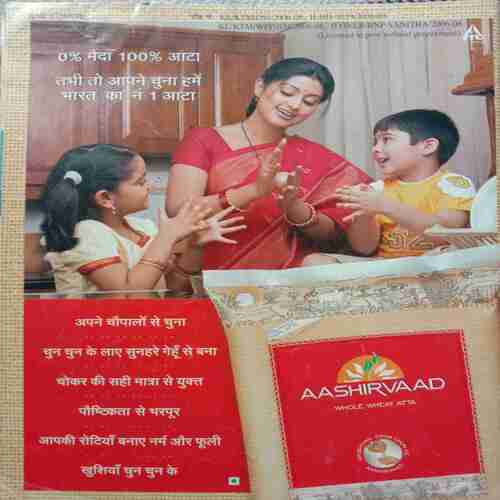 0% मैदा 100% आटा
तभी तो आपने चुना हमें
भारत का नं 1 आटा
अपने चौपालों से चुना
चुन चुन के लाए सुनहरे गेहूँ से बना
चोकर की सही मात्रा से युक्त
पौष्टिकता से भरपूर
आपकी रोटियाँ बनाए नर्म और फूली
खुशियाँ चुन चुन के
AASHIRVAAD
WHOLE WHEAT ATTA